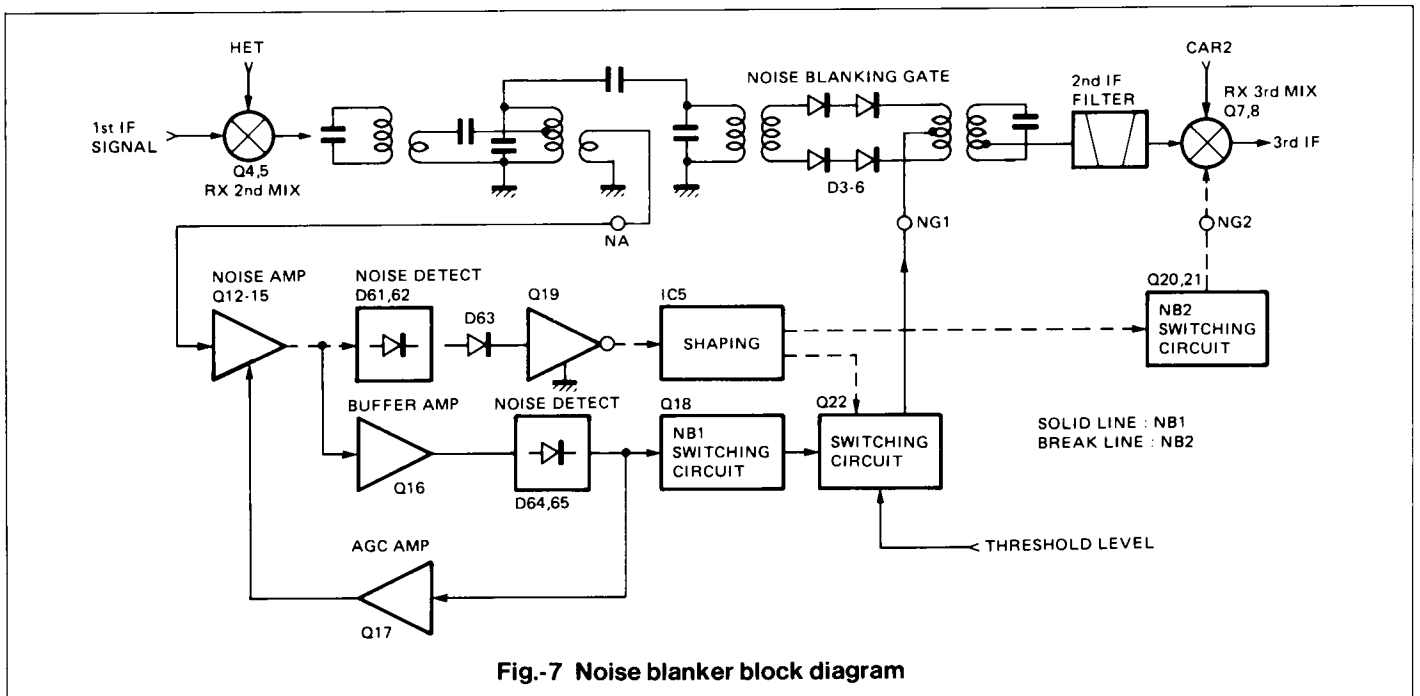 HET
CAR2
NOISE BLANKING GATE
2nd IF
FILTER
RX 3rd MIX
Q7,8
1st IF
SIGNAL
3rd IF
Q4,5
RX 2nd MIX
D3-6
NA
NG1
NG2
NOISE AMP
Q12-15
NOISE DETECT
D61,62
D63
Q19
IC5
SHAPING
Q20,21
NB2
SWITCHING
CIRCUIT
BUFFER AMP
Q16
NOISE DETECT
D64,65
Q18
NB1
SWITCHING
CIRCUIT
Q22
SWITCHING
CIRCUIT
SOLID LINE : NB1
BREAK LINE : NB2
AGC AMP
Q17
THRESHOLD LEVEL
Fig.-7 Noise blanker block diagram